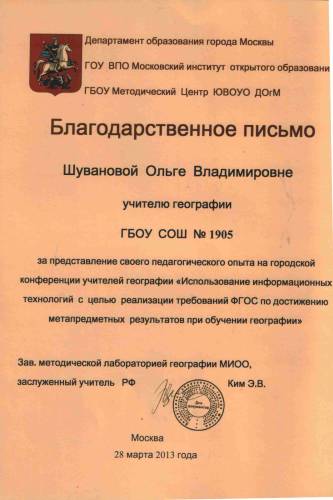 Департамент образования города Москвы
ГОУ ВПО Московский институт открытого образовани
ГБОУ Методический Центр ЮВОУО ДОгМ
Благодарственное письмо
Шувановой Ольге Владимировне
учителю географии
ГБОУ СОШ № 1905
за представление своего педагогического опыта на городской
конференции учителей географии «Использование информационных
технологий с целью реализации требований ФГОС по достижению
метапредметных результатов при обучении географии»
Зав. методической лабораторией географии МИОО,
заслуженный учитель РФ Ким Э.В.
Москва
28 марта 2013 года